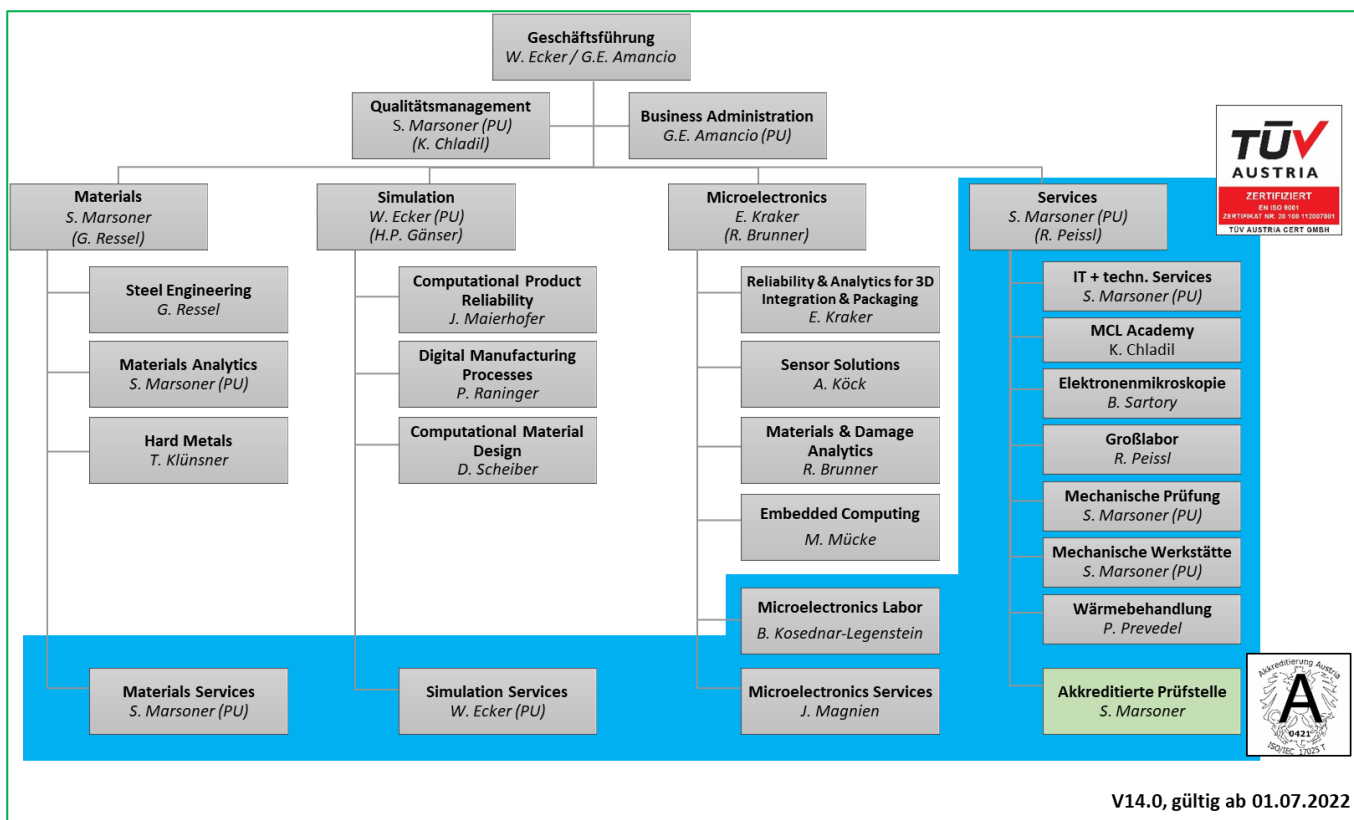 Geschäftsführung
W. Ecker / G.E. Amancio
Qualitätsmanagement
S. Marsoner (PU)
(K. Chladil)
Business Administration
G.E. Amancio (PU)
TÜV
AUSTRIA
ZERTIFIZIERT
EN ISO 9001
ZERTIFIKAT NR. 20 100 112007801
TÜV AUSTRIA CERT GMBH
Materials
S. Marsoner
(G. Ressel)
Steel Engineering
G. Ressel
Materials Analytics
S. Marsoner (PU)
Hard Metals
T. Klünsner
Materials Services
S. Marsoner (PU)
Simulation
W. Ecker (PU)
(H.P. Gänser)
Computational Product
Reliability
J. Maierhofer
Digital Manufacturing
Processes
P. Raninger
Computational Material
Design
D. Scheiber
Simulation Services
W. Ecker (PU)
Microelectronics
E. Kraker
(R. Brunner)
Reliability & Analytics for 3D
Integration & Packaging
E. Kraker
Sensor Solutions
A. Köck
Materials & Damage
Analytics
R. Brunner
Embedded Computing
M. Mücke
Microelectronics Labor
B. Kosednar-Legenstein
Microelectronics Services
J. Magnien
Services
S. Marsoner (PU)
(R. Peissl)
IT + techn. Services
S. Marsoner (PU)
MCL Academy
K. Chladil
Elektronenmikroskopie
B. Sartory
Großlabor
R. Peissl
Mechanische Prüfung
S. Marsoner (PU)
Mechanische Werkstätte
S. Marsoner (PU)
Wärmebehandlung
P. Prevedel
Akkreditierte Prüfstelle
S. Marsoner
Akkreditierung Austria
A
0421
ISO/IEC 17025 T
V14.0, gültig ab 01.07.2022